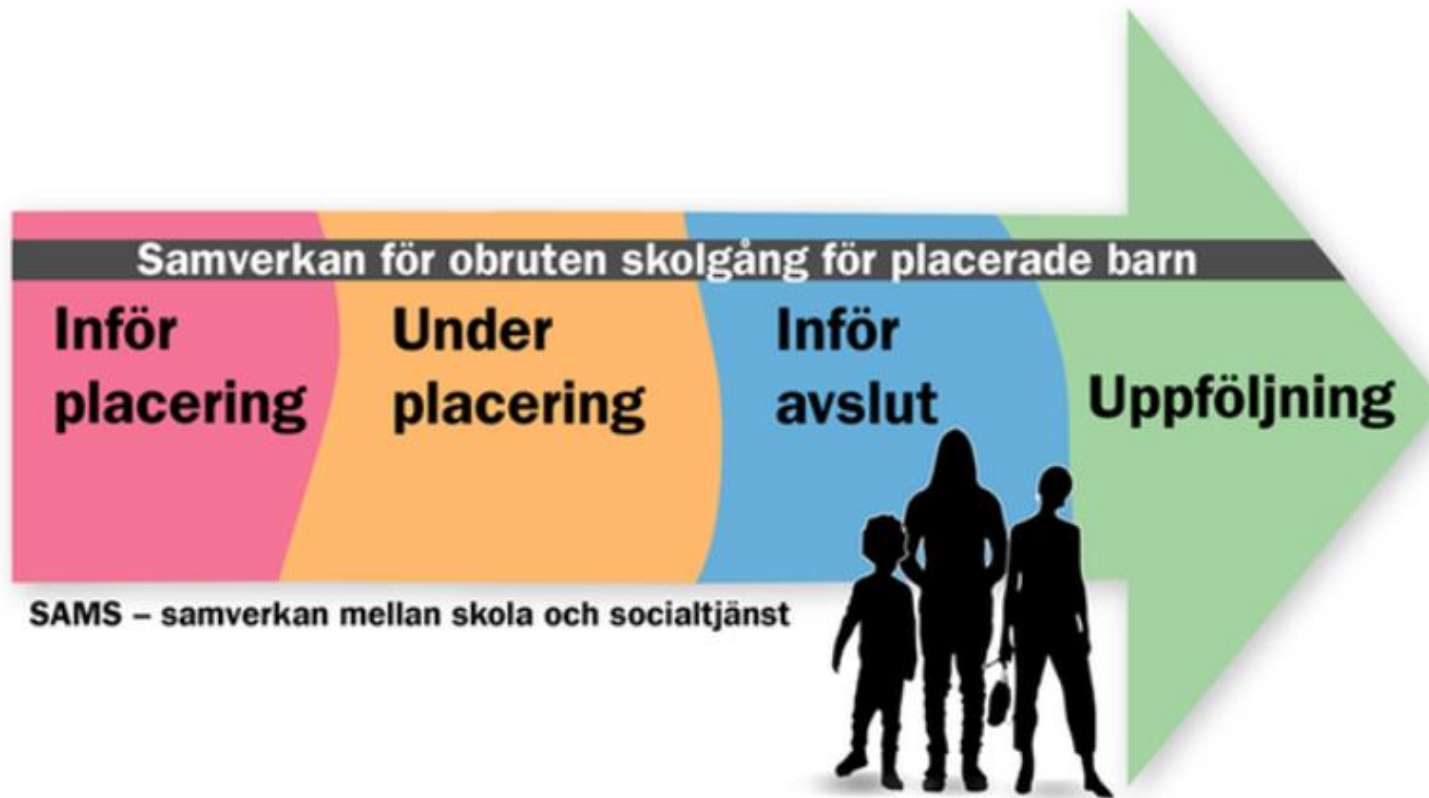 Samverkan för obruten skolgång för placerade barn
Inför
placering
Under
placering
Inför
avslut
Uppföljning
SAMS – samverkan mellan skola och socialtjänst